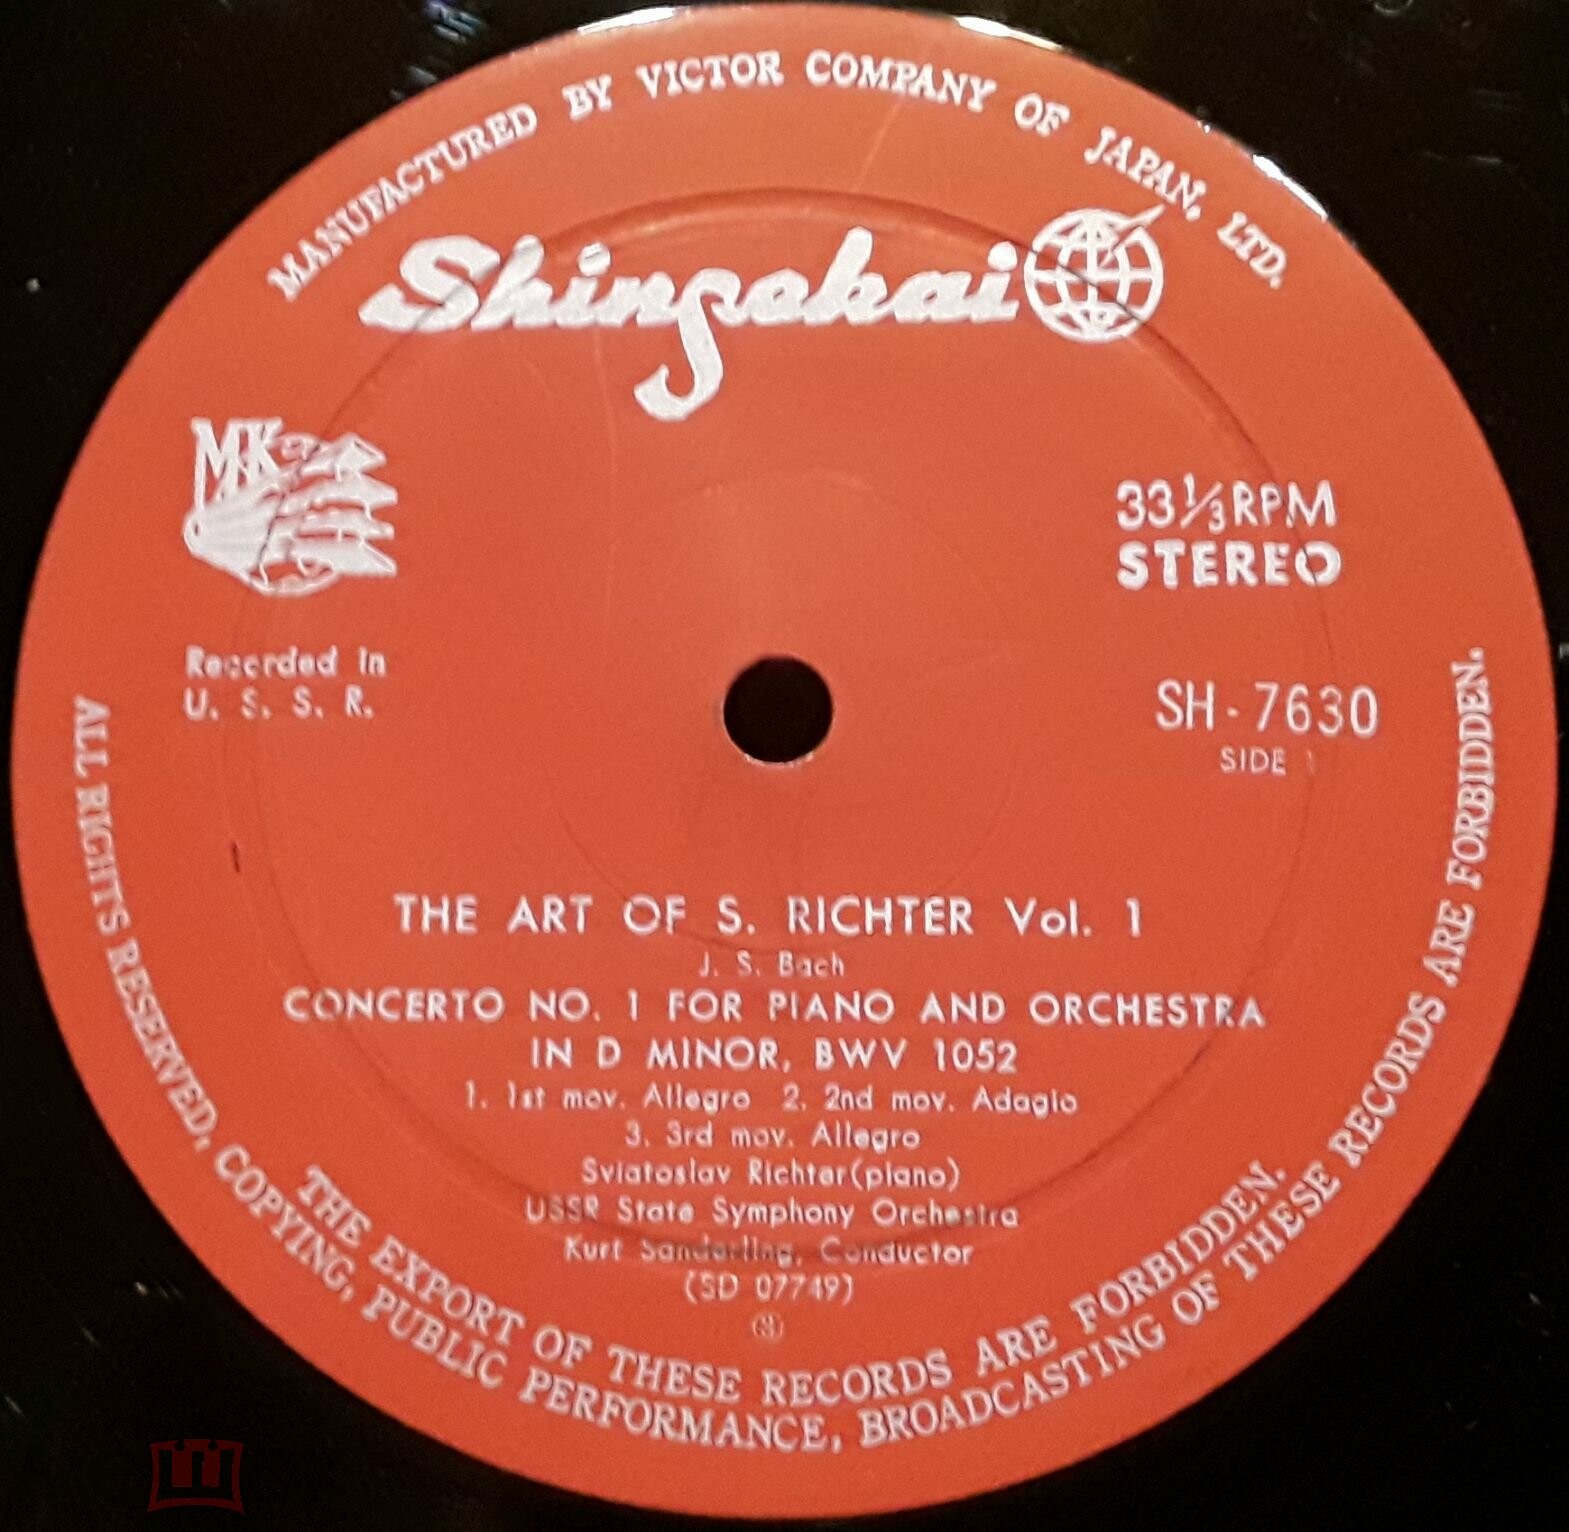 MANUFACTURED BY VICTOR COMPANY OF JAPAN, LTD.
Shinsekai
MK
33 1/3 RPM
STEREO
Recorded in
U. S. S. R.
SH-7630
SIDE 1
THE ART OF S. RICHTER Vol. 1
J. S. Bach
CONCERTO NO. 1 FOR PIANO AND ORCHESTRA
IN D MINOR, BWV 1052
1. 1st mov. Allegro 2. 2nd mov. Adagio
3. 3rd mov. Allegro
Sviatoslav Richter(piano)
USSR State Symphony Orchestra
Kurt Sanderling, Conductor
(SD 07749)
THE EXPORT OF THESE RECORDS ARE FORBIDDEN.
ALL RIGHTS RESERVED, COPYING, PUBLIC PERFORMANCE, BROADCASTING OF THESE RECORDS ARE FORBIDDEN.